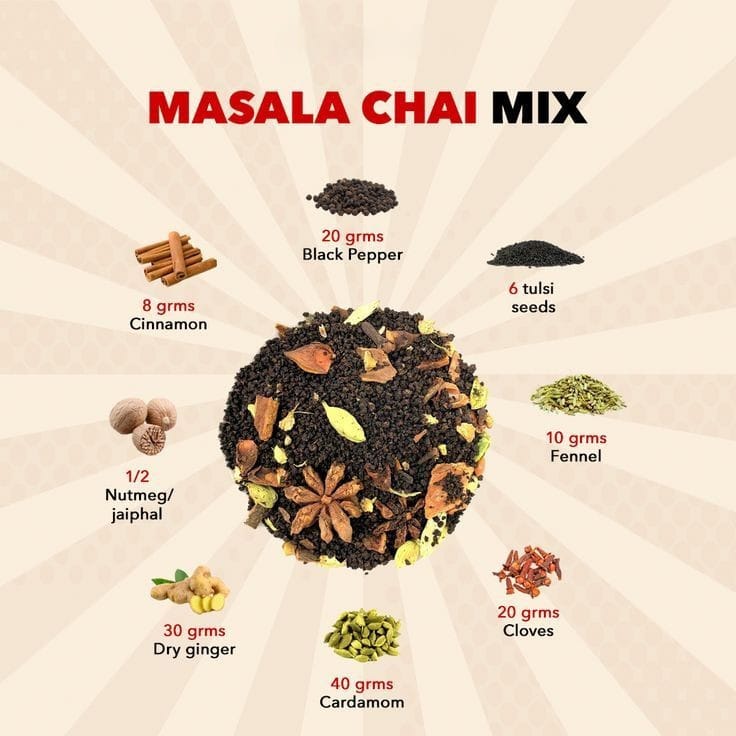 MASALA CHAI MIX
20 grms
Black Pepper
6 tulsi
seeds
8 grms
Cinnamon
10 grms
Fennel
1/2
Nutmeg/
jaiphal
20 grms
Cloves
30 grms
Dry ginger
40 grms
Cardamom